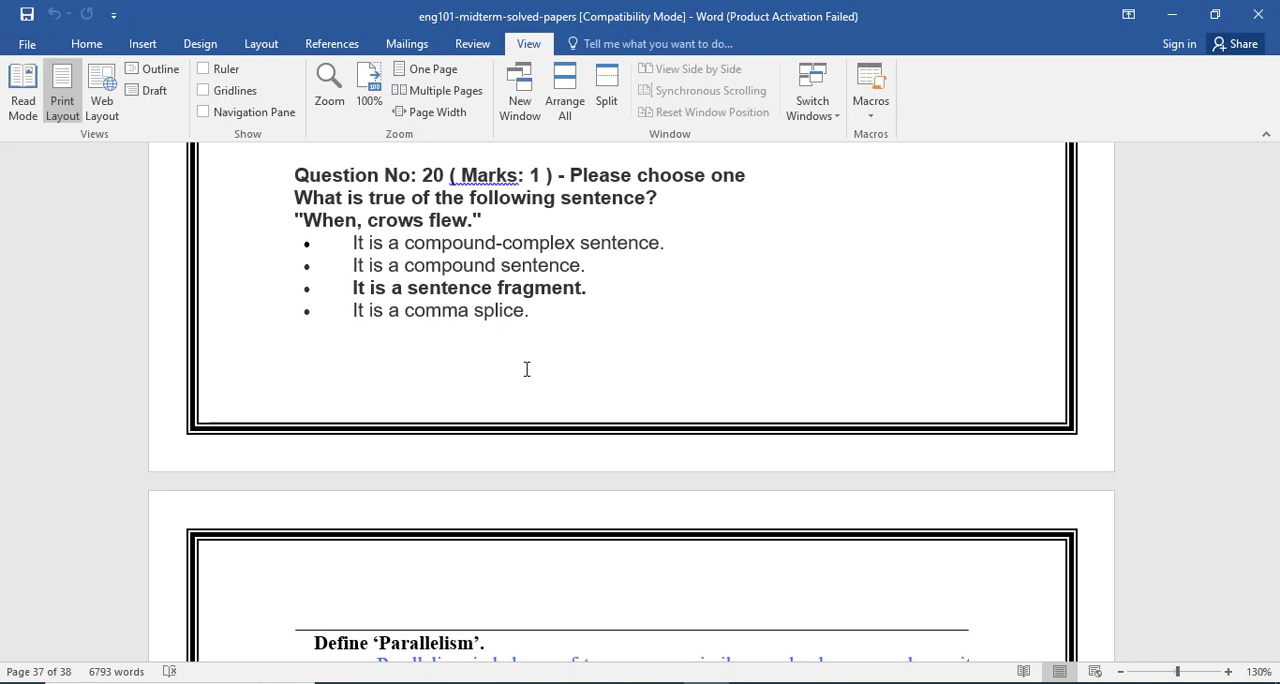 eng101-midterm-solved-papers [Compatibility Mode] - Word (Product Activation Failed)
File Home Insert Design Layout References Mailings Review View Tell me what you want to do... Sign in Share
Read Mode
Print Layout
Web Layout
Outline
Draft
Views
Ruler
Gridlines
Navigation Pane
Show
Zoom
100%
One Page
Multiple Pages
Page Width
Zoom
New Window
Arrange All
Split
View Side by Side
Synchronous Scrolling
Reset Window Position
Window
Switch Windows
Macros
Macros
Question No: 20 ( Marks: 1 ) - Please choose one
What is true of the following sentence?
"When, crows flew."
• It is a compound-complex sentence.
• It is a compound sentence.
• It is a sentence fragment.
• It is a comma splice.
Define ‘Parallelism’.
Page 37 of 38 6793 words 130%